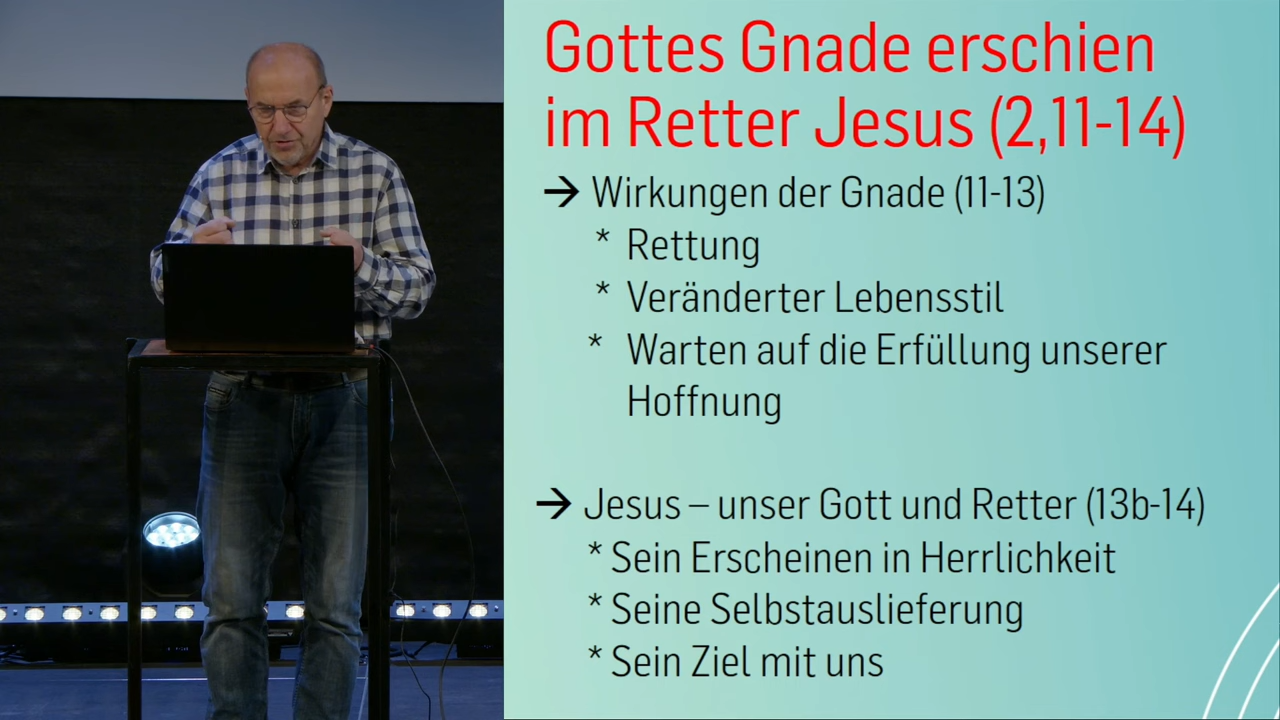 Gottes Gnade erschien
im Retter Jesus (2,11-14)
→ Wirkungen der Gnade (11-13)
* Rettung
* Veränderter Lebensstil
* Warten auf die Erfüllung unserer
Hoffnung
→ Jesus – unser Gott und Retter (13b-14)
* Sein Erscheinen in Herrlichkeit
* Seine Selbstauslieferung
* Sein Ziel mit uns